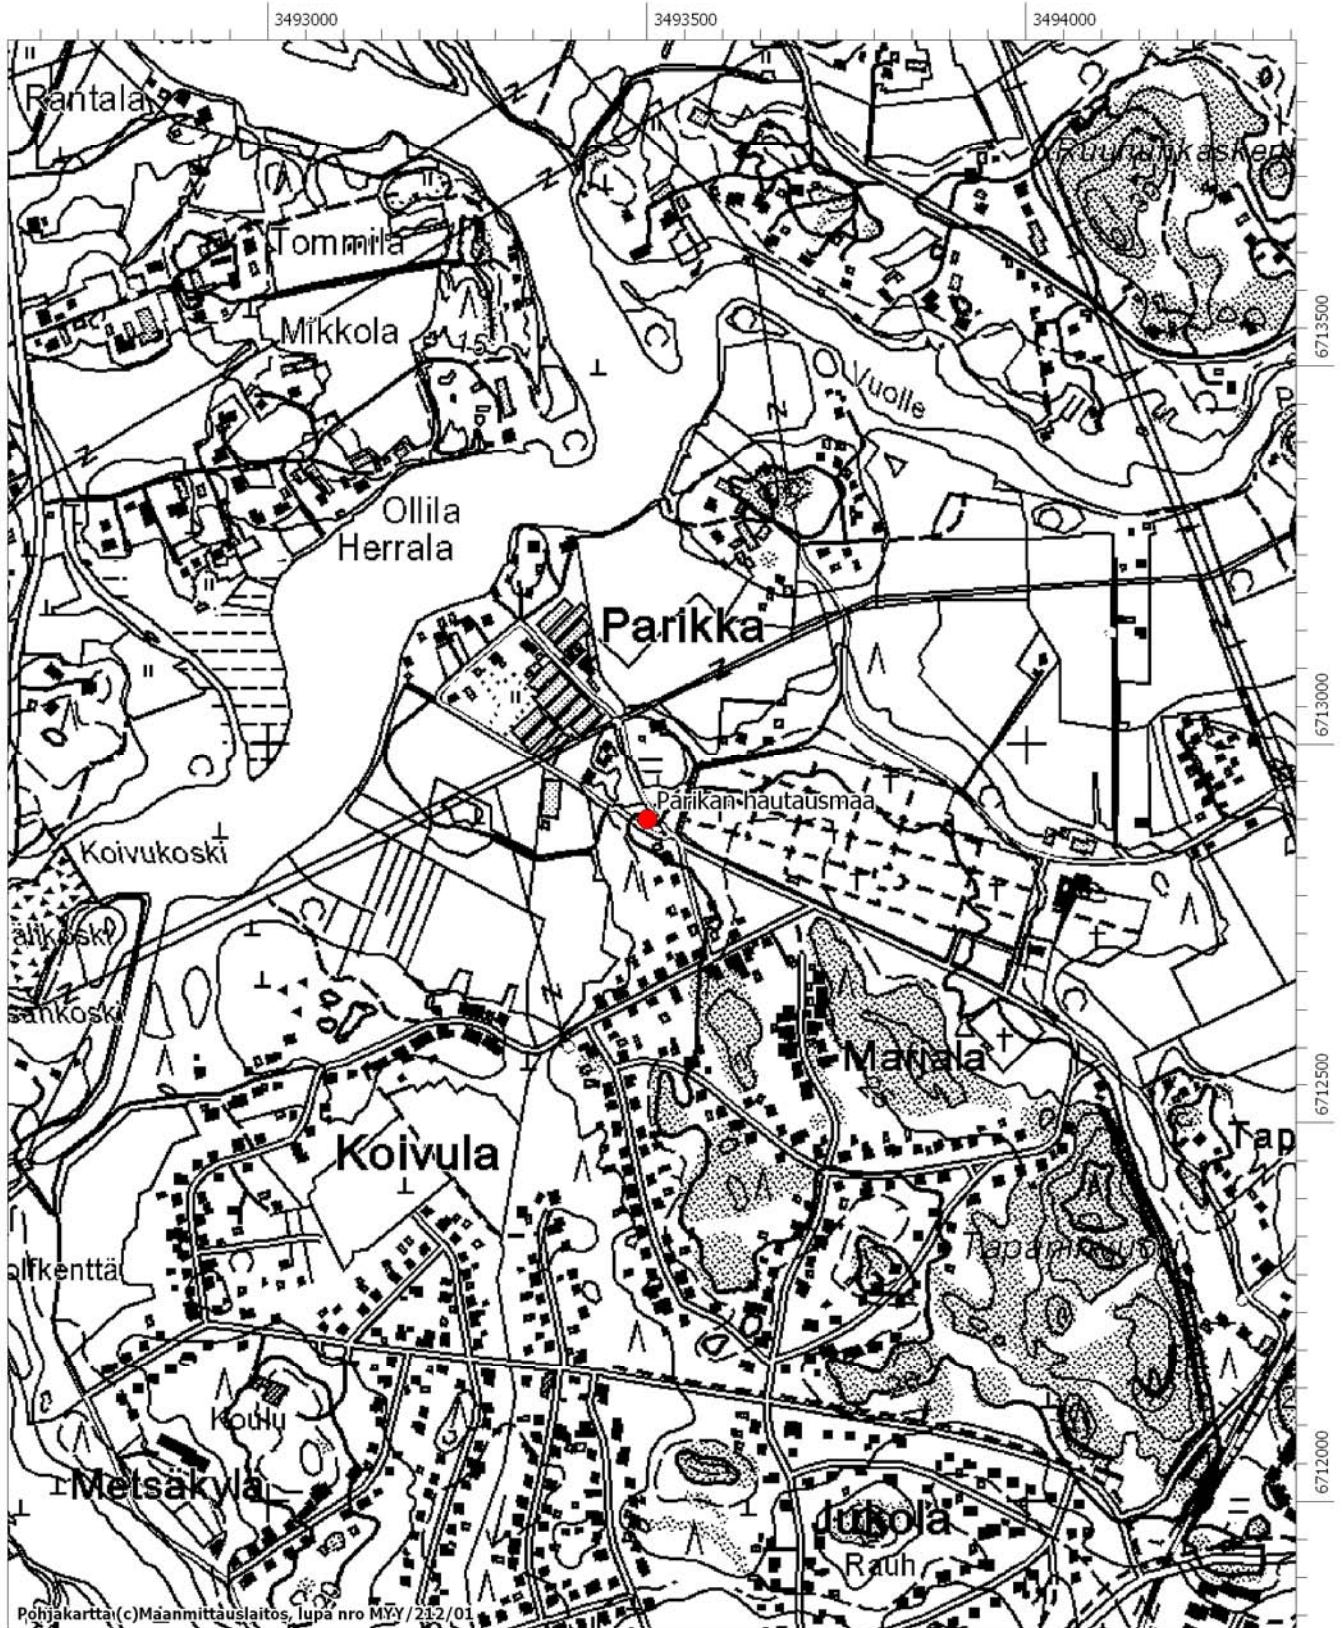 3493000
3493500
3494000
Rantala
Tommila
Mikkola
15
6713500
Vuolle
Ollila
Herrala
Parikka
6713000
Parikan hautausmaa
Koivukoski
Marjala
6712500
Koivula
Tap
olfkenttä
Koulu
Metsäkylä
6712000
Jukola
Rauh.
Pohjakartta (c)Maanmittauslaitos, lupa nro MYY/212/01